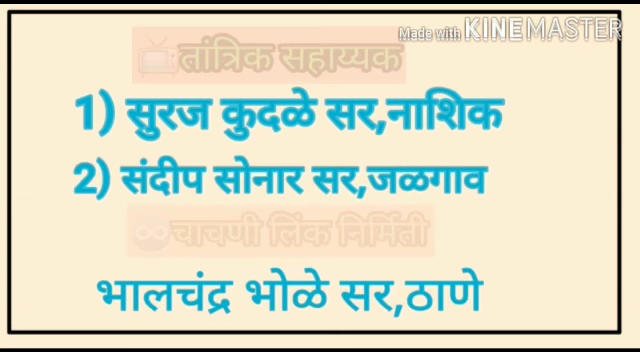 Made with KINEMASTER
📺तांत्रिक सहाय्यक
1) सुरज कुदळे सर,नाशिक
2) संदीप सोनार सर,जळगाव
♾चाचणी लिंक निर्मिती
भालचंद्र भोळे सर,ठाणे